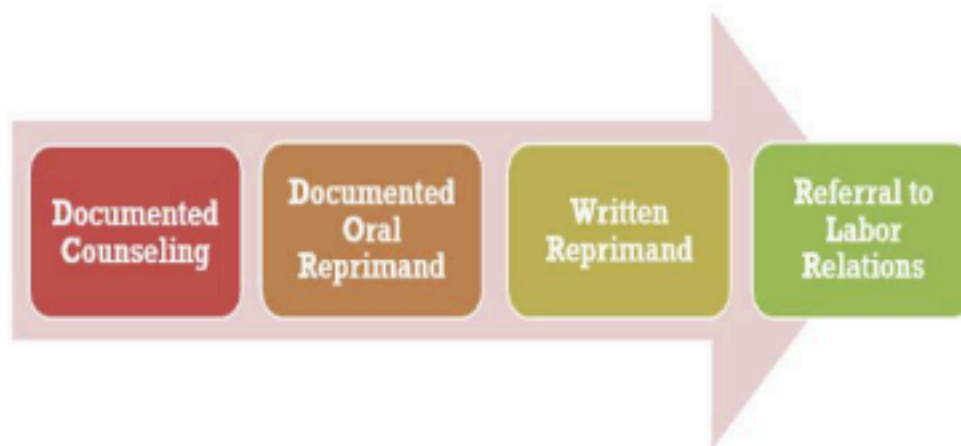 Documented
Counseling
Documented
Oral
Reprimand
Written
Reprimand
Referral to
Labor
Relations